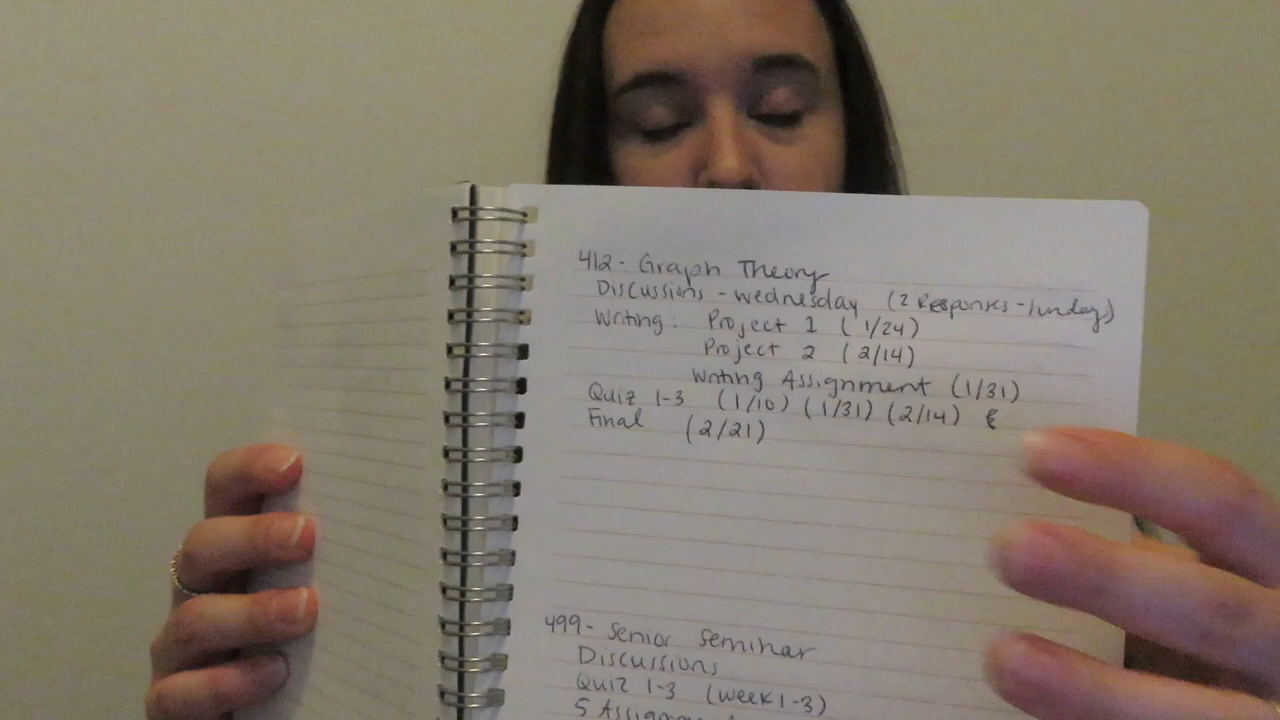 412 - Graph Theory
Discussions - wednesday (2 Responses - sunday)
Writing: Project 1 (1/24)
Project 2 (2/14)
Writing Assignment (1/31)
Quiz 1-3 (1/10) (1/31) (2/14) &
Final (2/21)
499 - Senior Seminar
Discussions
Quiz 1-3 (week 1-3)
5